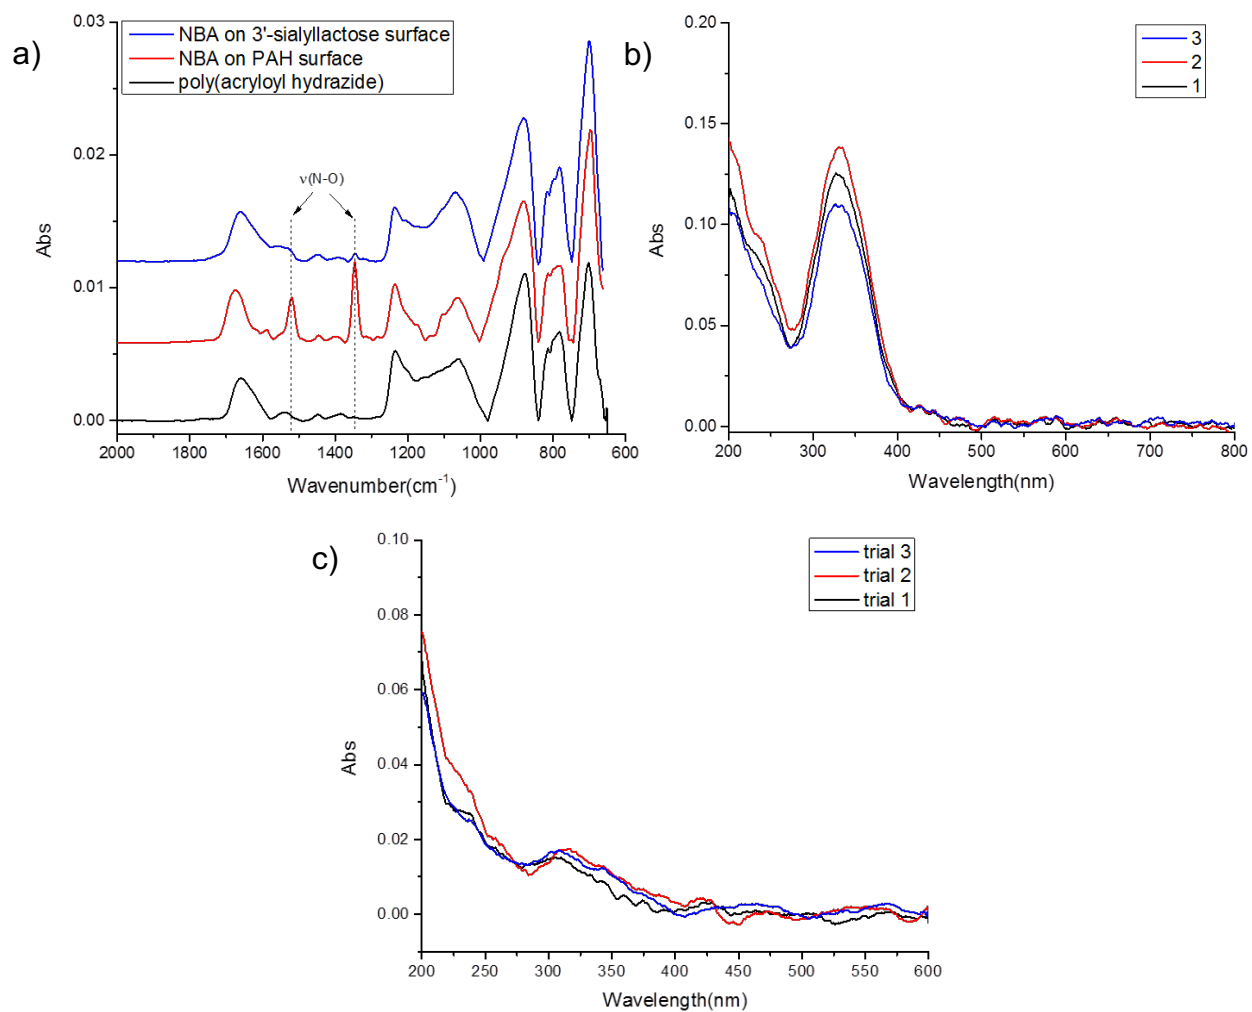 a)
NBA on 3'-sialyllactose surface
NBA on PAH surface
poly(acryloyl hydrazide)
ν(N-O)
0.03
0.02
0.01
0.00
Abs
2000 1800 1600 1400 1200 1000 800 600
Wavenumber(cm⁻¹)
b)
3
2
1
0.20
0.15
0.10
0.05
0.00
Abs
200 300 400 500 600 700 800
Wavelength(nm)
c)
trial 3
trial 2
trial 1
0.10
0.08
0.06
0.04
0.02
0.00
Abs
200 250 300 350 400 450 500 550 600
Wavelength(nm)